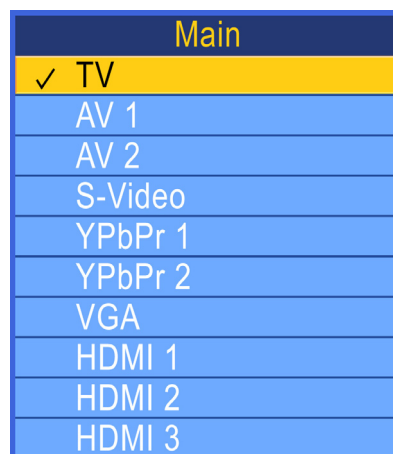 Main
✓ TV
AV 1
AV 2
S-Video
YPbPr 1
YPbPr 2
VGA
HDMI 1
HDMI 2
HDMI 3